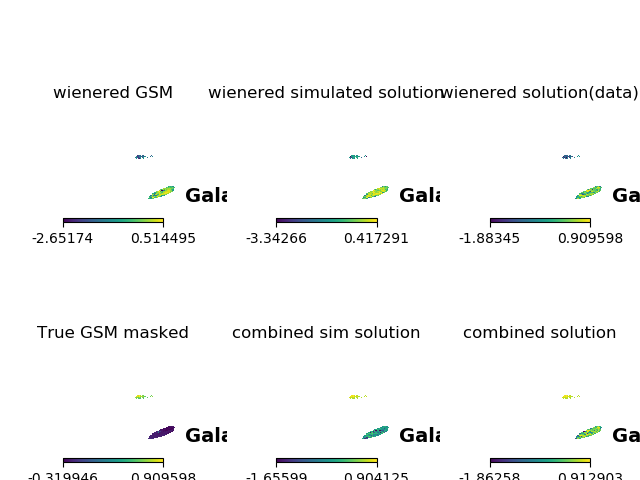 wienered GSM
wienered simulated solution
wienered solution(data)
Gala
Gala
Ga
-2.65174 0.514495
-3.34266 0.417291
-1.88345 0.909598
True GSM masked
combined sim solution
combined solution
Gala
Gala
Ga
-0.319946 0.909598
-1.65599 0.904125
-1.86258 0.912903